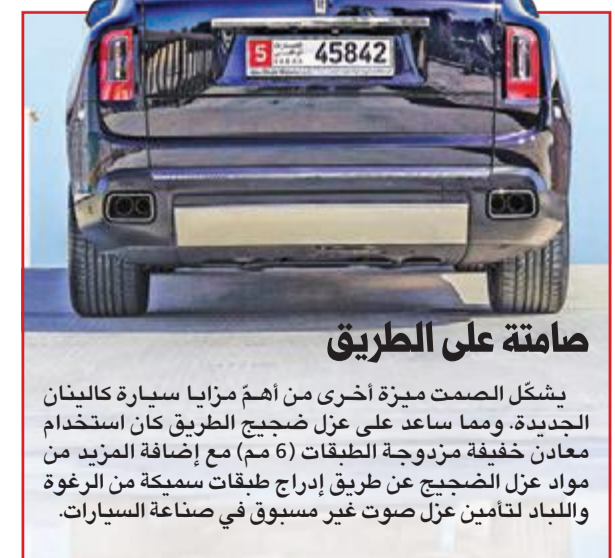 5 45842
صامتة على الطريق
يشكّل الصمت ميزة أخرى من أهمّ مزايا سيارة كالينان
الجديدة. ومما ساعد على عزل ضجيج الطريق كان استخدام
معادن خفيفة مزدوجة الطبقات (6 مم) مع إضافة المزيد من
مواد عزل الضجيج عن طريق إدراج طبقات سميكة من الرغوة
واللباد لتأمين عزل صوت غير مسبوق في صناعة السيارات.